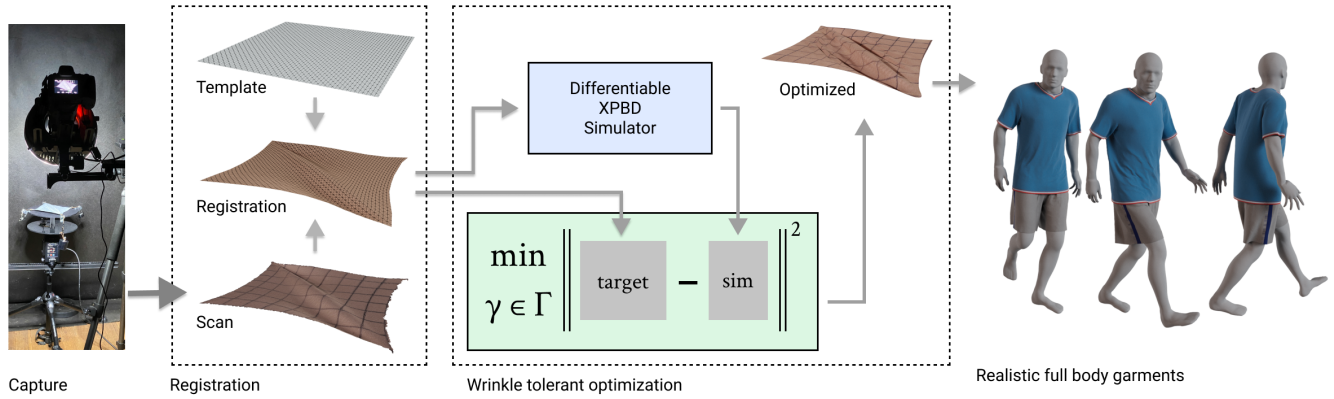 Template
Registration
Scan
Differentiable
XPBD
Simulator
Optimized
min
γ ∈ Γ
‖ target − sim ‖²
Capture
Registration
Wrinkle tolerant optimization
Realistic full body garments